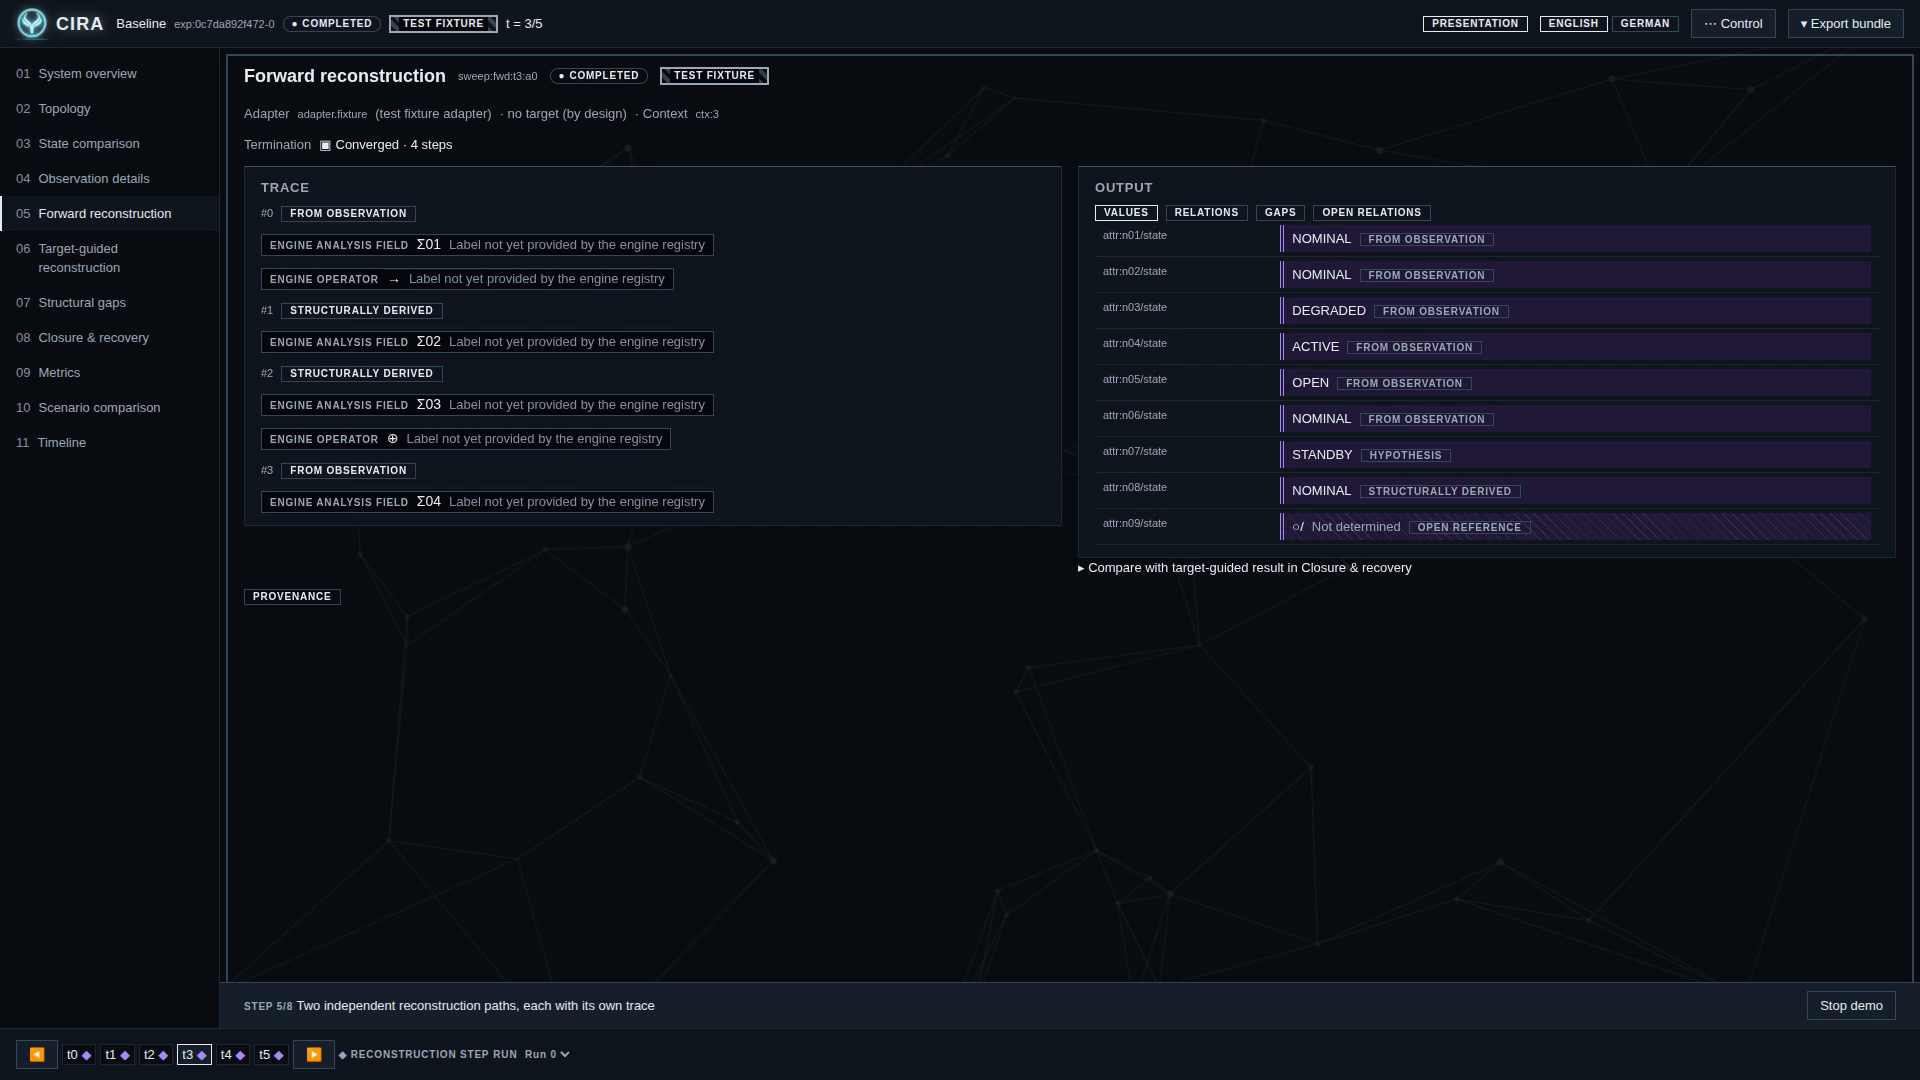 CIRA Baseline exp:0c7da892f472-0 ● COMPLETED TEST FIXTURE t = 3/5 PRESENTATION ENGLISH GERMAN ⋯ Control ▾ Export bundle
01 System overview
02 Topology
03 State comparison
04 Observation details
05 Forward reconstruction
06 Target-guided
reconstruction
07 Structural gaps
08 Closure & recovery
09 Metrics
10 Scenario comparison
11 Timeline
Forward reconstruction sweep:fwd:t3:a0 ● COMPLETED TEST FIXTURE
Adapter adapter.fixture (test fixture adapter) · no target (by design) · Context ctx:3
Termination ▣ Converged · 4 steps
TRACE
#0 FROM OBSERVATION
ENGINE ANALYSIS FIELD Σ01 Label not yet provided by the engine registry
ENGINE OPERATOR → Label not yet provided by the engine registry
#1 STRUCTURALLY DERIVED
ENGINE ANALYSIS FIELD Σ02 Label not yet provided by the engine registry
#2 STRUCTURALLY DERIVED
ENGINE ANALYSIS FIELD Σ03 Label not yet provided by the engine registry
ENGINE OPERATOR ⊕ Label not yet provided by the engine registry
#3 FROM OBSERVATION
ENGINE ANALYSIS FIELD Σ04 Label not yet provided by the engine registry
OUTPUT
VALUES RELATIONS GAPS OPEN RELATIONS
attr:n01/state NOMINAL FROM OBSERVATION
attr:n02/state NOMINAL FROM OBSERVATION
attr:n03/state DEGRADED FROM OBSERVATION
attr:n04/state ACTIVE FROM OBSERVATION
attr:n05/state OPEN FROM OBSERVATION
attr:n06/state NOMINAL FROM OBSERVATION
attr:n07/state STANDBY HYPOTHESIS
attr:n08/state NOMINAL STRUCTURALLY DERIVED
attr:n09/state ○/ Not determined OPEN REFERENCE
▸ Compare with target-guided result in Closure & recovery
PROVENANCE
STEP 5/8 Two independent reconstruction paths, each with its own trace Stop demo
t0 ◆ t1 ◆ t2 ◆ t3 ◆ t4 ◆ t5 ◆ ◆ RECONSTRUCTION STEP RUN Run 0